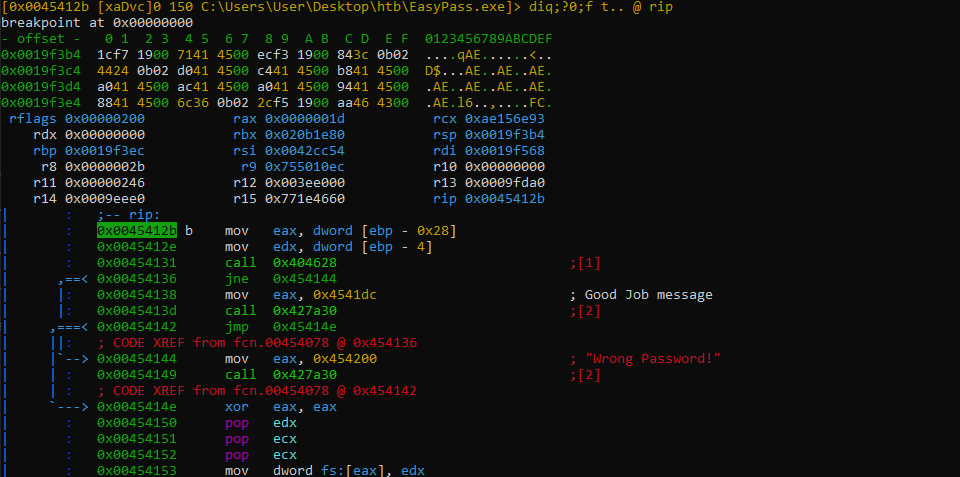 [0x0045412b [xaDvc]0 150 C:\Users\User\Desktop\htb\EasyPass.exe]> diq;?0;f t.. @ rip
breakpoint at 0x00000000
- offset -   0 1  2 3  4 5  6 7  8 9  A B  C D  E F  0123456789ABCDEF
0x0019f3b4  1cf7 1900 7141 4500 ecf3 1900 843c 0b02  ....qAE......<..
0x0019f3c4  4424 0b02 d041 4500 c441 4500 b841 4500  D$...AE..AE..AE.
0x0019f3d4  a041 4500 ac41 4500 a041 4500 9441 4500  .AE..AE..AE..AE.
0x0019f3e4  8841 4500 6c36 0b02 2cf5 1900 aa46 4300  .AE.l6..,....FC.
rflags 0x00000200 rax 0x0000001d rcx 0xae156e93
rdx 0x00000000 rbx 0x020b1e80 rsp 0x0019f3b4
rbp 0x0019f3ec rsi 0x0042cc54 rdi 0x0019f568
r8 0x0000002b r9 0x755010ec r10 0x00000000
r11 0x00000246 r12 0x003ee000 r13 0x0009fda0
r14 0x0009eee0 r15 0x771e4660 rip 0x0045412b
| : ;-- rip:
| : 0x0045412b b mov eax, dword [ebp - 0x28]
| : 0x0045412e mov edx, dword [ebp - 4]
| : 0x00454131 call 0x404628 ;[1]
| ,==< 0x00454136 jne 0x454144
| |: 0x00454138 mov eax, 0x4541dc ; Good Job message
| |: 0x0045413d call 0x427a30 ;[2]
| ,===< 0x00454142 jmp 0x45414e
| ||: ; CODE XREF from fcn.00454078 @ 0x454136
| |`--> 0x00454144 mov eax, 0x454200 ; "Wrong Password!"
| | : 0x00454149 call 0x427a30 ;[2]
| | : ; CODE XREF from fcn.00454078 @ 0x454142
| `---> 0x0045414e xor eax, eax
| : 0x00454150 pop edx
| : 0x00454151 pop ecx
| : 0x00454152 pop ecx
| : 0x00454153 mov dword fs:[eax], edx